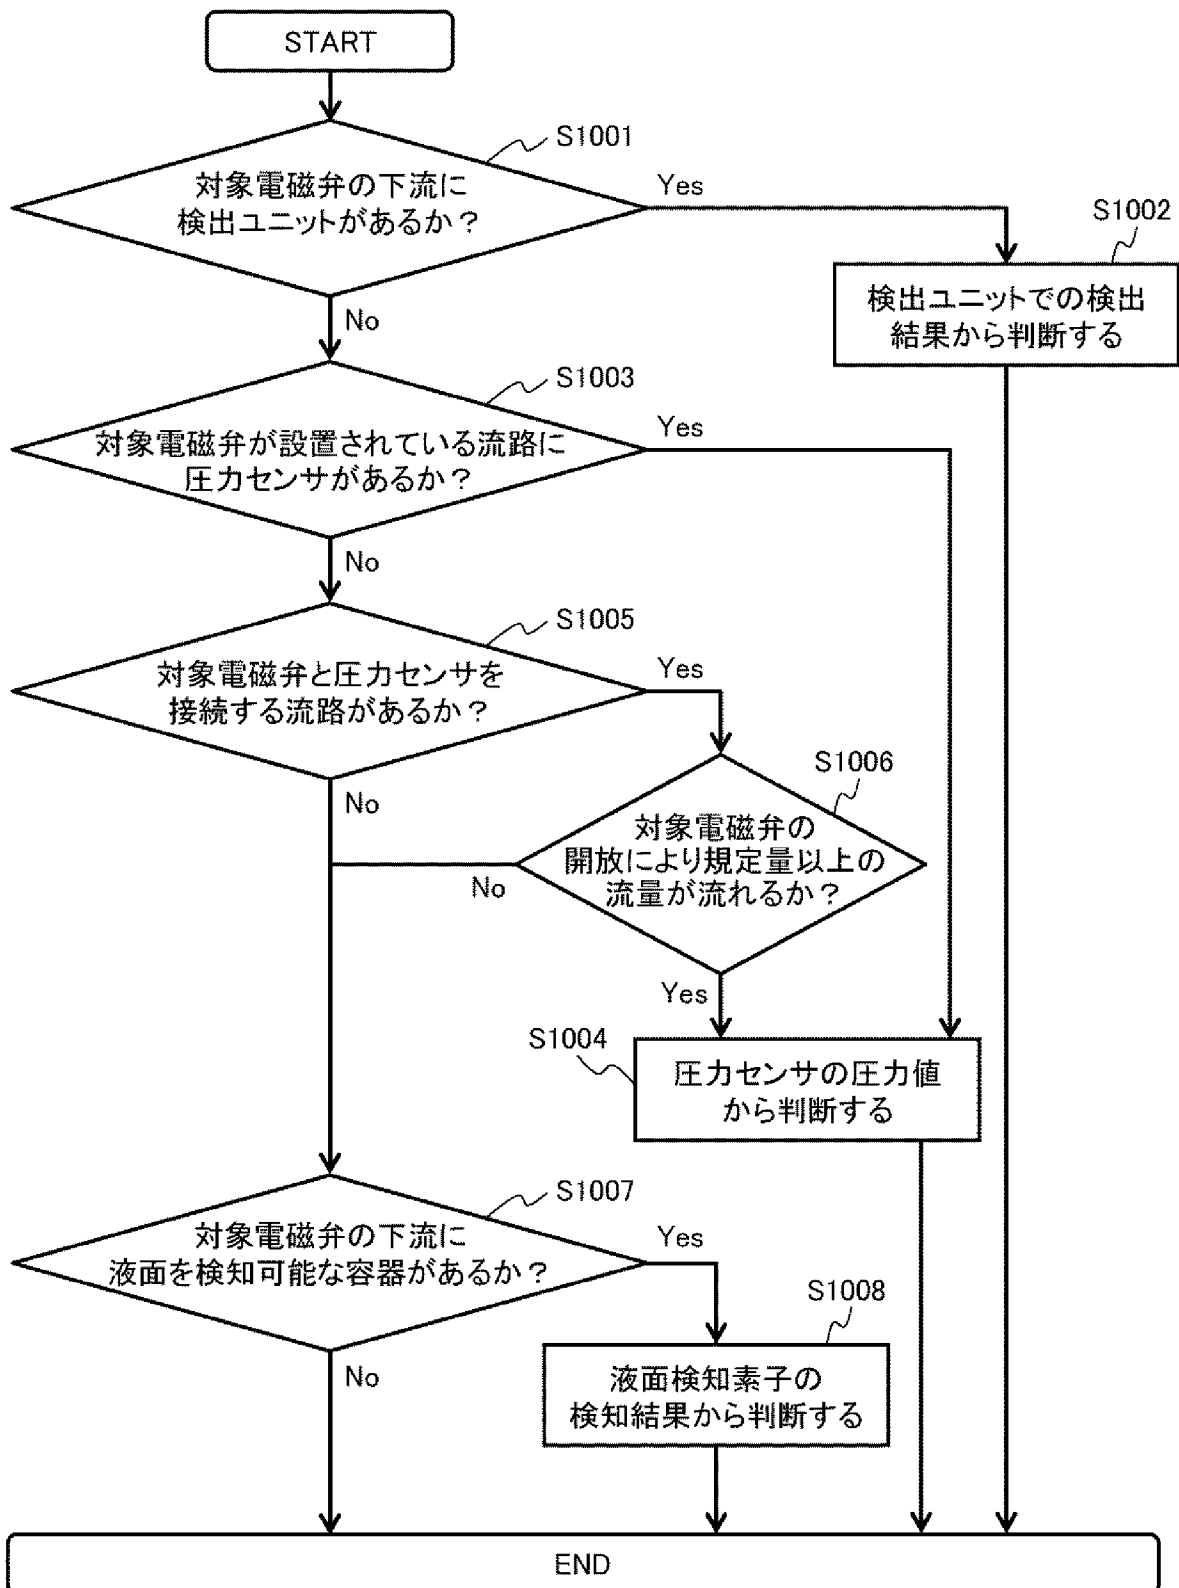 START
S1001
対象電磁弁の下流に
検出ユニットがあるか？
Yes
S1002
検出ユニットでの検出
結果から判断する
No
S1003
対象電磁弁が設置されている流路に
圧力センサがあるか？
Yes
No
S1005
対象電磁弁と圧力センサを
接続する流路があるか？
Yes
S1006
対象電磁弁の
開放により規定量以上の
流量が流れるか？
No
No
Yes
S1004
圧力センサの圧力値
から判断する
S1007
対象電磁弁の下流に
液面を検知可能な容器があるか？
Yes
S1008
液面検知素子の
検知結果から判断する
No
END